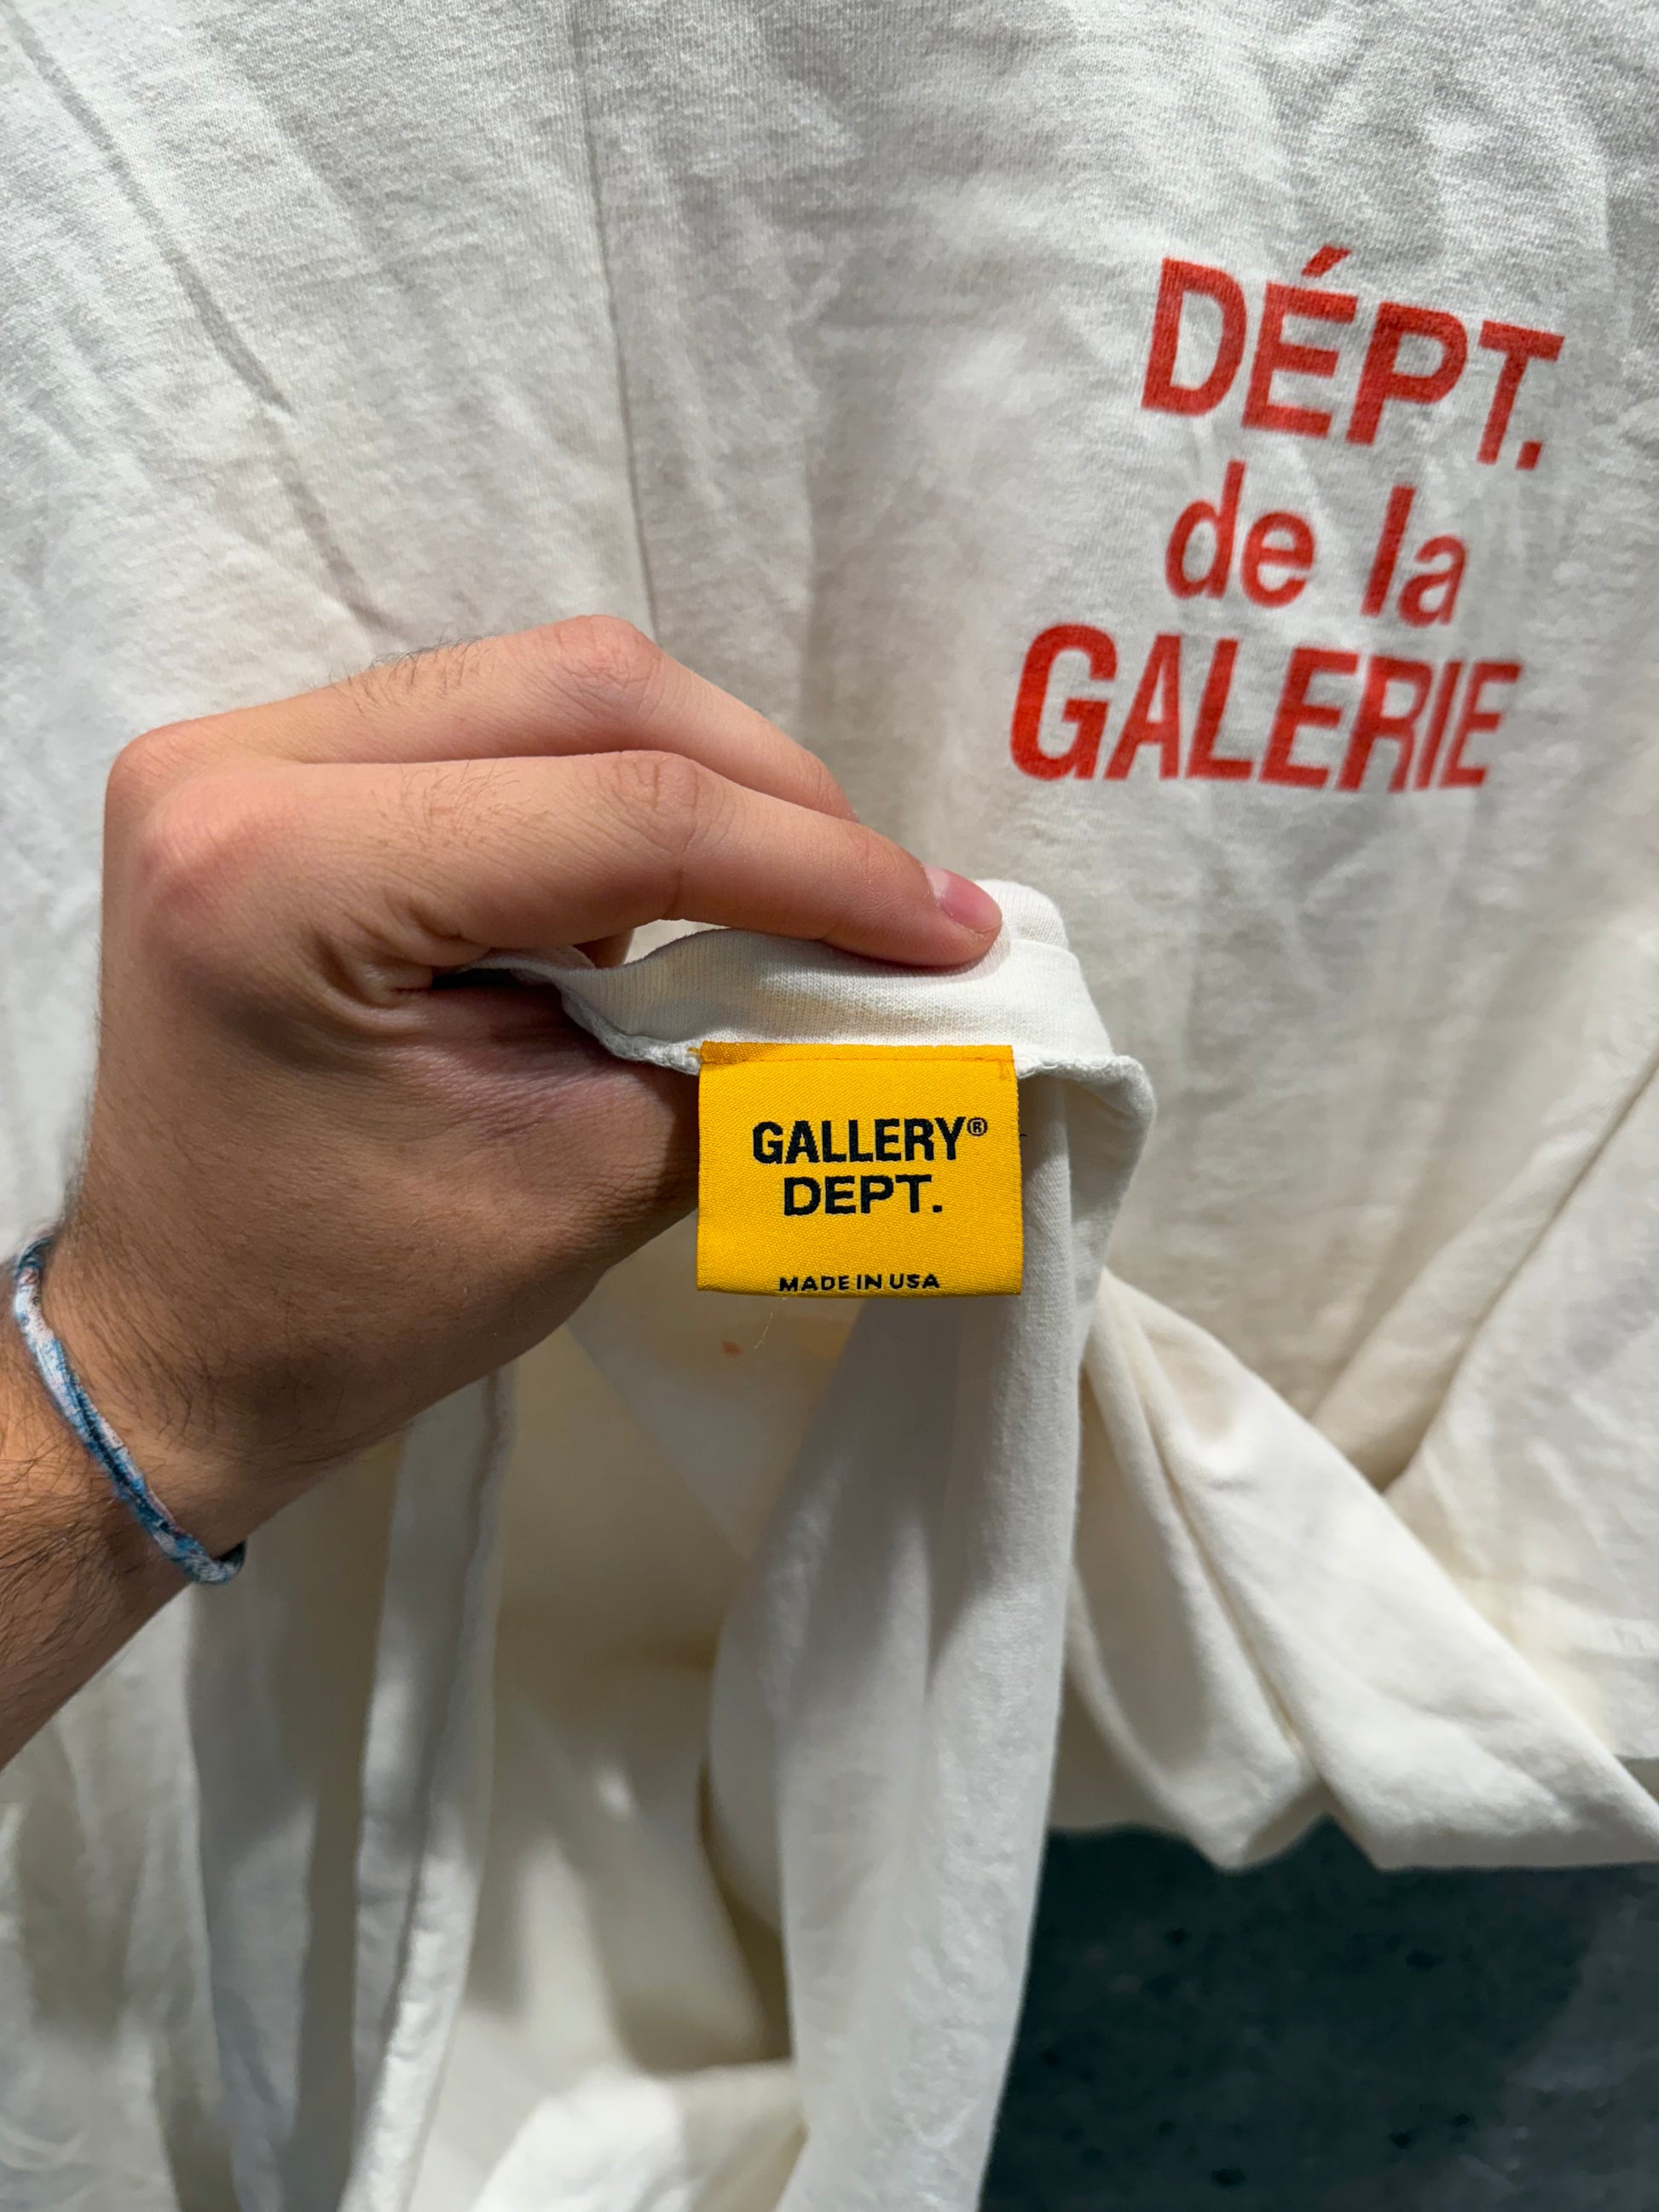 DÉPT.
de la
GALERIE
GALLERY®
DEPT.
MADE IN USA